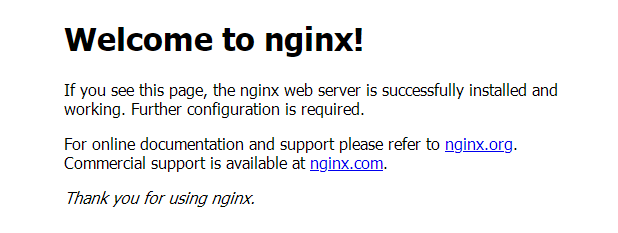 Welcome to nginx!
If you see this page, the nginx web server is successfully installed and
working. Further configuration is required.
For online documentation and support please refer to nginx.org.
Commercial support is available at nginx.com.
Thank you for using nginx.